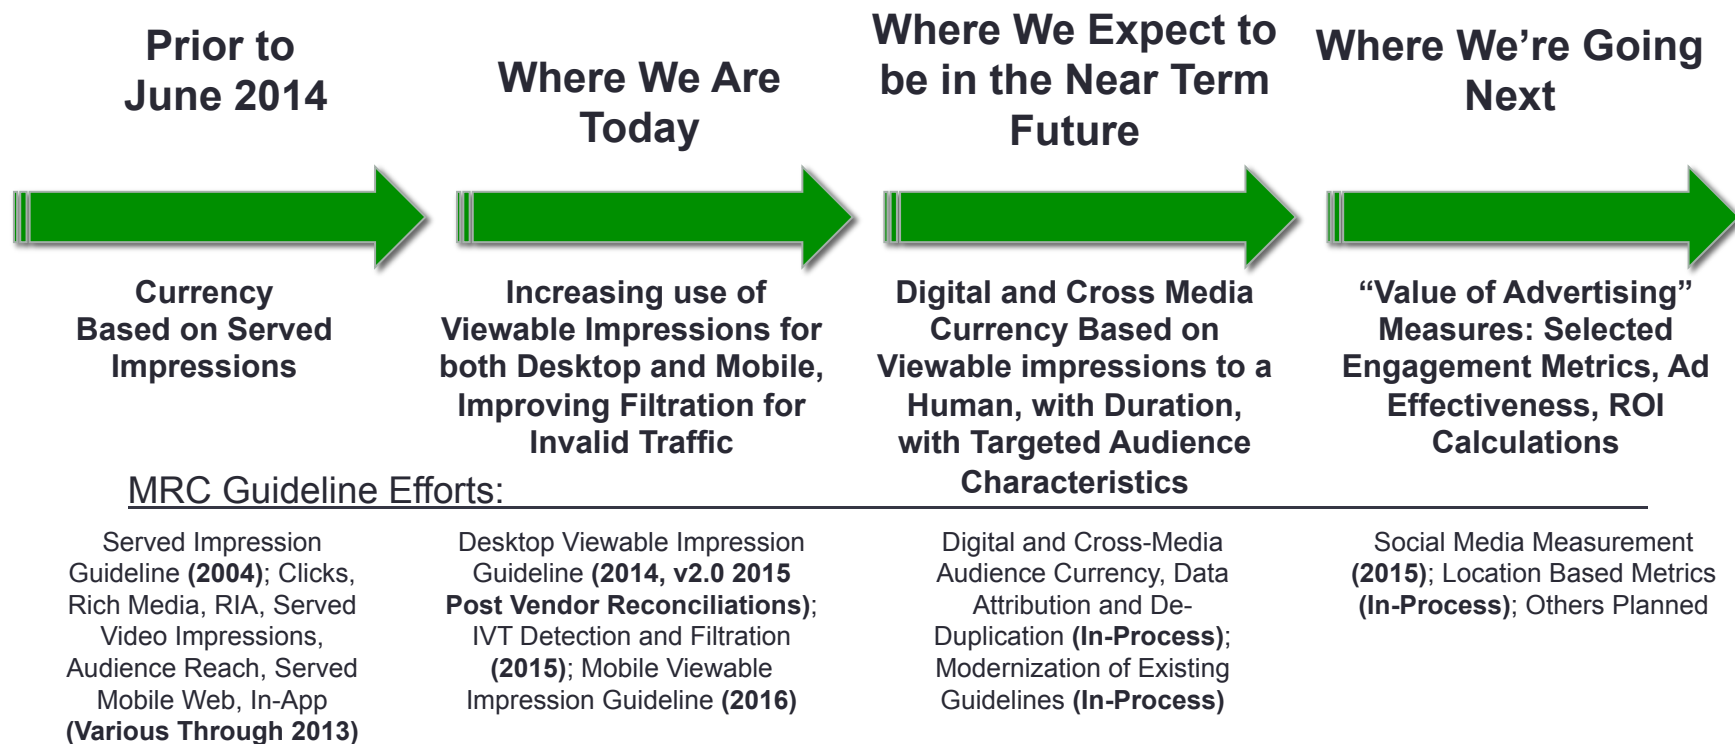 Prior to
June 2014
Where We Are
Today
Where We Expect to
be in the Near Term
Future
Where We’re Going
Next
Currency
Based on Served
Impressions
Increasing use of
Viewable Impressions for
both Desktop and Mobile,
Improving Filtration for
Invalid Traffic
Digital and Cross Media
Currency Based on
Viewable impressions to a
Human, with Duration,
with Targeted Audience
Characteristics
“Value of Advertising”
Measures: Selected
Engagement Metrics, Ad
Effectiveness, ROI
Calculations
MRC Guideline Efforts:
Served Impression
Guideline (2004); Clicks,
Rich Media, RIA, Served
Video Impressions,
Audience Reach, Served
Mobile Web, In-App
(Various Through 2013)
Desktop Viewable Impression
Guideline (2014, v2.0 2015
Post Vendor Reconciliations);
IVT Detection and Filtration
(2015); Mobile Viewable
Impression Guideline (2016)
Digital and Cross-Media
Audience Currency, Data
Attribution and De-
Duplication (In-Process);
Modernization of Existing
Guidelines (In-Process)
Social Media Measurement
(2015); Location Based Metrics
(In-Process); Others Planned